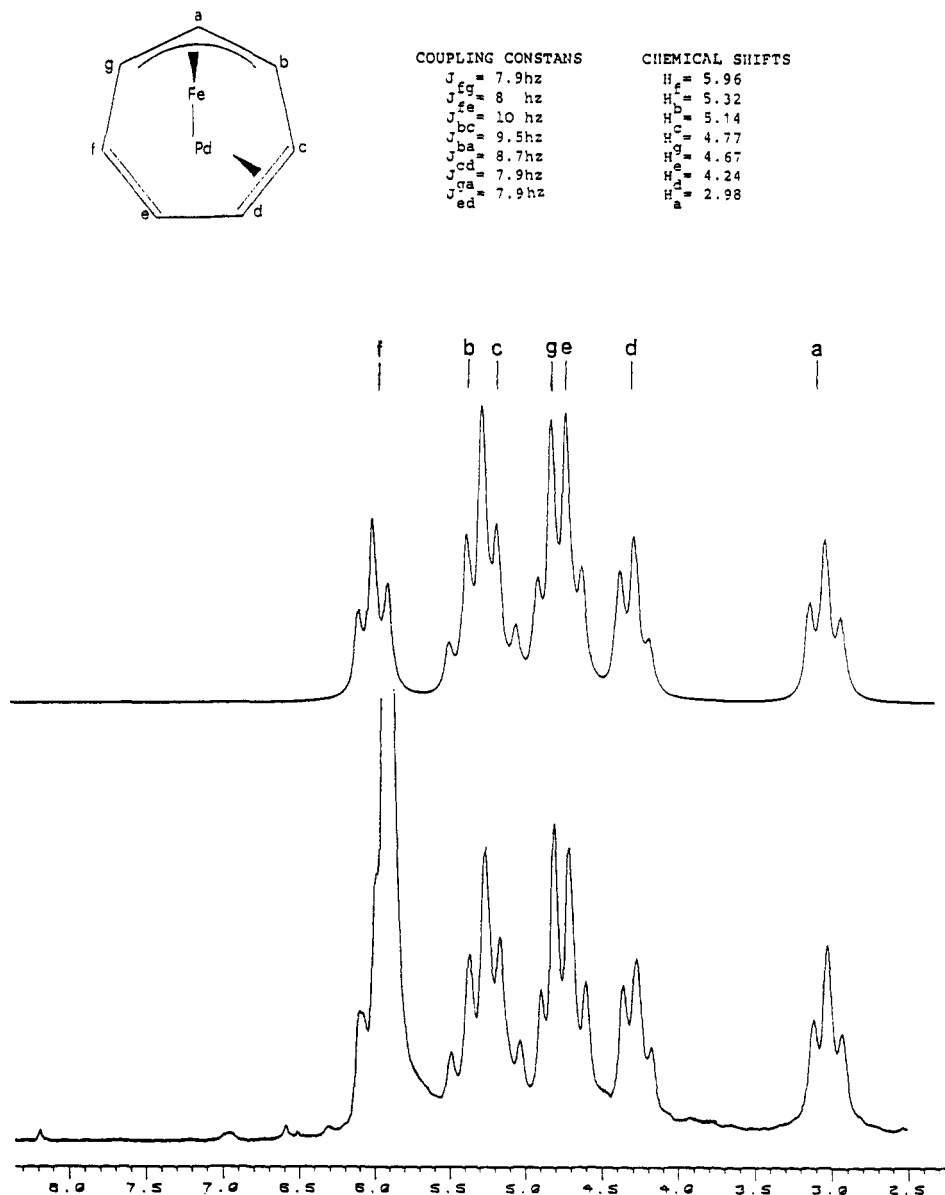 a
g
b
Fe
f
Pd
c
e
d
COUPLING CONSTANS
J fg = 7.9hz
J fe = 8 hz
J bc = 10 hz
J ba = 9.5hz
J cd = 8.7hz
J ga = 7.9hz
J ed = 7.9hz
CHEMICAL SHIFTS
H f = 5.96
H b = 5.32
H c = 5.14
H g = 4.77
H e = 4.67
H d = 4.24
H a = 2.98
f b c g e d a
8.0 7.5 7.0 6.5 6.0 5.5 5.0 4.5 4.0 3.5 3.0 2.5